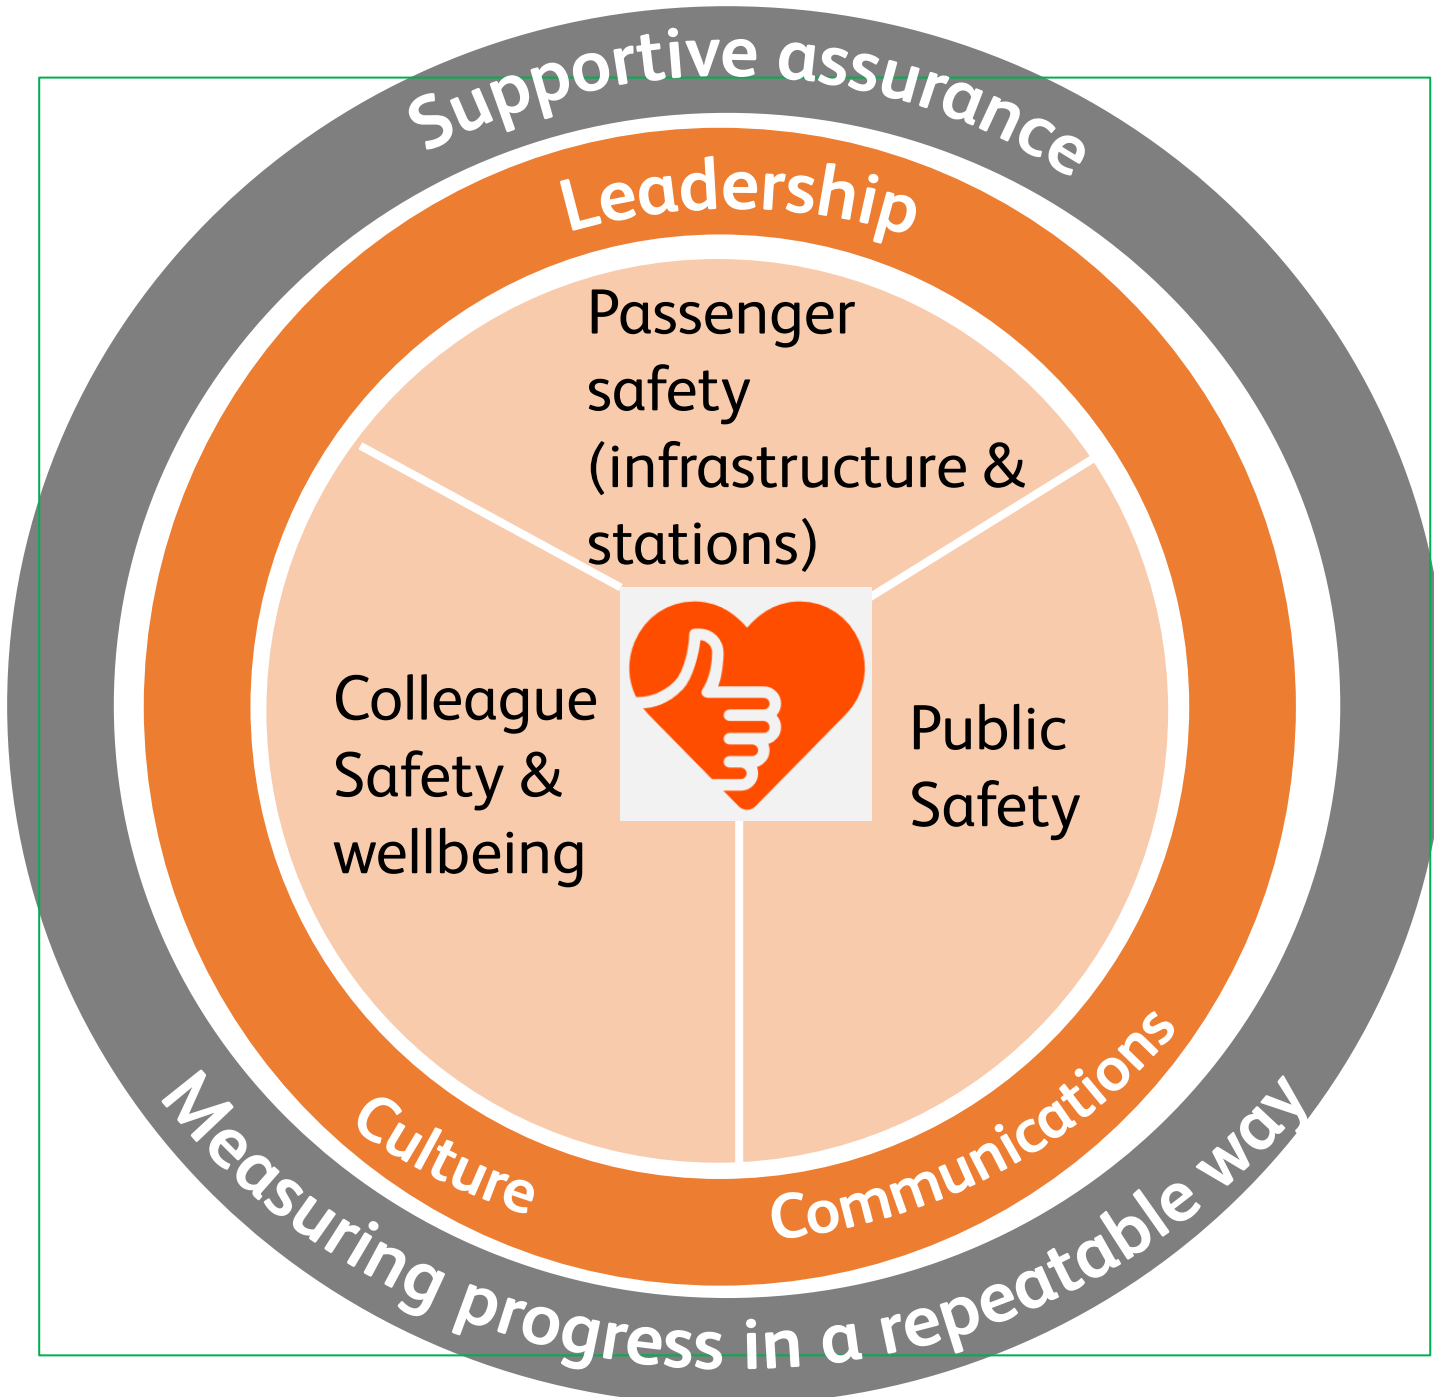 Supportive assurance
Leadership
Passenger
safety
(infrastructure &
stations)
Colleague
Safety &
wellbeing
Public
Safety
Culture
Communications
Measuring progress in a repeatable way